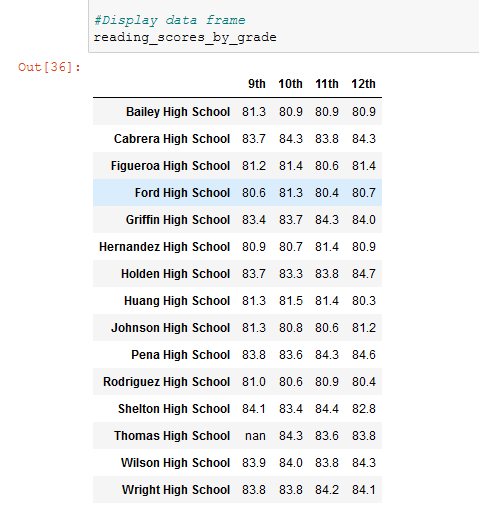 #Display data frame
reading_scores_by_grade
Out[36]:
9th 10th 11th 12th
Bailey High School 81.3 80.9 80.9 80.9
Cabrera High School 83.7 84.3 83.8 84.3
Figueroa High School 81.2 81.4 80.6 81.4
Ford High School 80.6 81.3 80.4 80.7
Griffin High School 83.4 83.7 84.3 84.0
Hernandez High School 80.9 80.7 81.4 80.9
Holden High School 83.7 83.3 83.8 84.7
Huang High School 81.3 81.5 81.4 80.3
Johnson High School 81.3 80.8 80.6 81.2
Pena High School 83.8 83.6 84.3 84.6
Rodriguez High School 81.0 80.6 80.9 80.4
Shelton High School 84.1 83.4 84.4 82.8
Thomas High School nan 84.3 83.6 83.8
Wilson High School 83.9 84.0 83.8 84.3
Wright High School 83.8 83.8 84.2 84.1